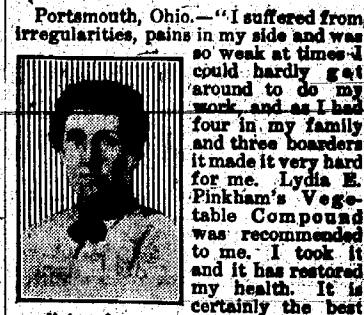 Portsmouth, Ohio.—"I suffered from
irregularities, pains in my side and was
so weak at times I
could hardly get
around to do my
work, and as I had
four in my family
and three boarders
it made it very hard
for me. Lydia E.
Pinkham's Vege-
table Compound
was recommended
to me. I took it
and it has restored
my health. It is
certainly the best